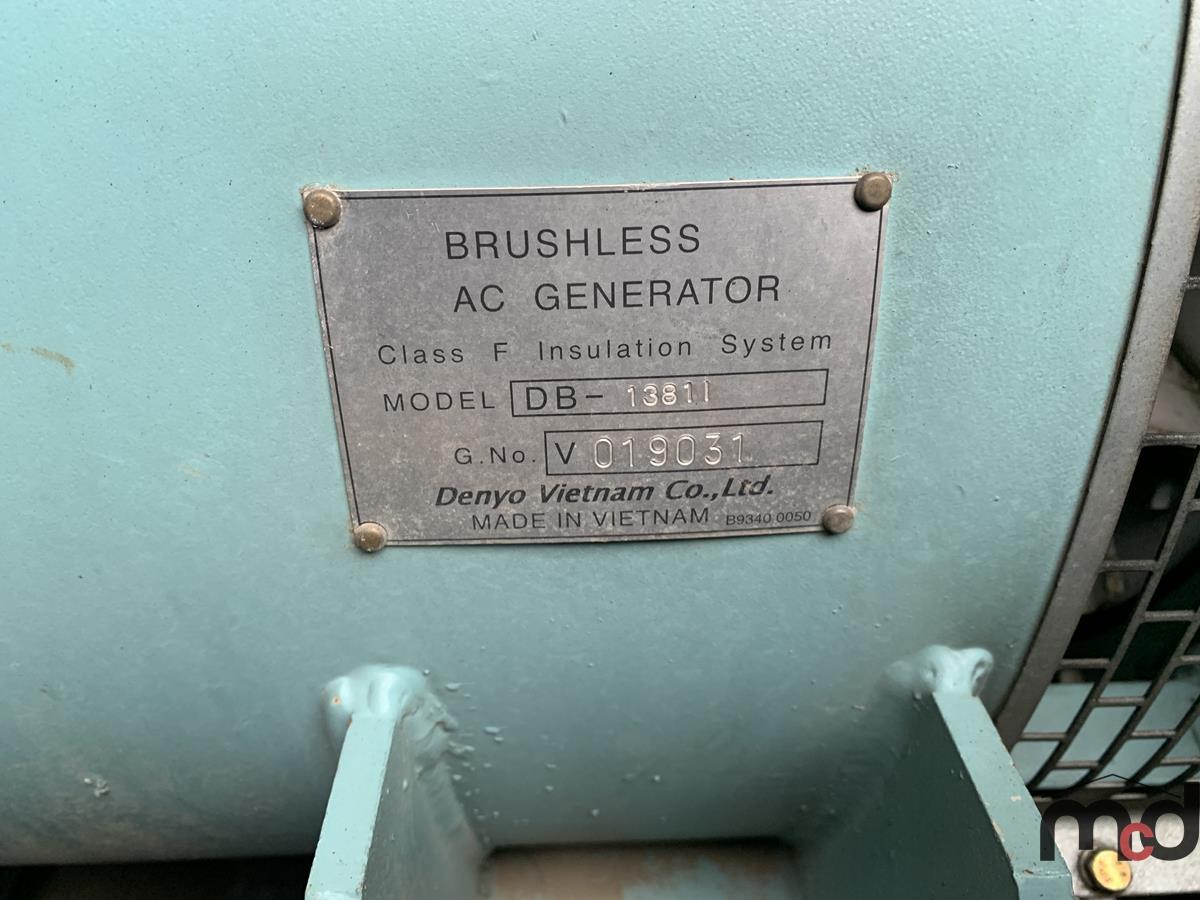 BRUSHLESS
AC GENERATOR
Class F Insulation System
MODEL DB- 1381I
G.No. V 019031
Denyo Vietnam Co.,Ltd.
MADE IN VIETNAM B9340 0050
mcd